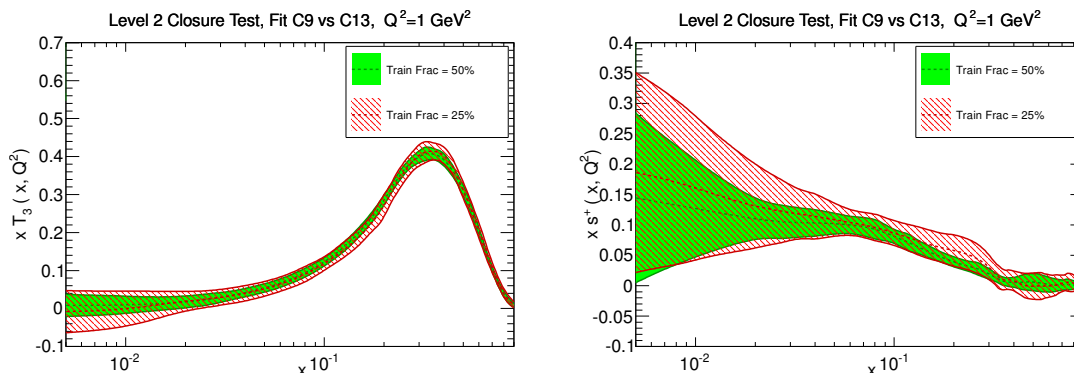 Level 2 Closure Test, Fit C9 vs C13, Q²=1 GeV²
0.7
0.6
0.5
0.4
0.3
0.2
0.1
0
-0.1
x T₃ ( x, Q²)
Train Frac = 50%
Train Frac = 25%
10⁻²
10⁻¹
x
Level 2 Closure Test, Fit C9 vs C13, Q²=1 GeV²
0.4
0.35
0.3
0.25
0.2
0.15
0.1
0.05
0
-0.05
-0.1
x s⁺ ( x, Q²)
Train Frac = 50%
Train Frac = 25%
10⁻²
10⁻¹
x